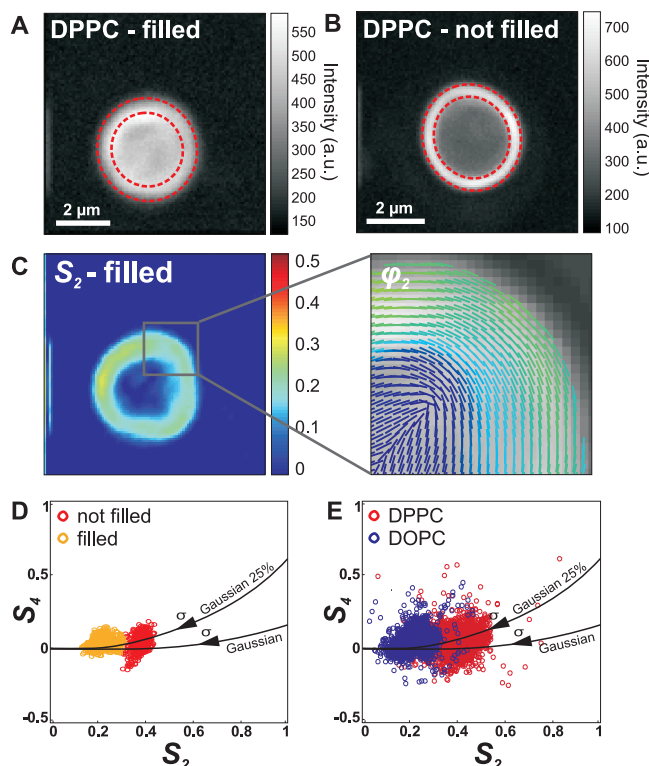 A
DPPC - filled
2 μm
550
500
450
400
350
300
250
200
150
Intensity (a.u.)
B
DPPC - not filled
2 μm
700
600
500
400
300
200
100
Intensity (a.u.)
C
S2 - filled
0.5
0.4
0.3
0.2
0.1
0
φ2
D
not filled
filled
1
0.5
0
-0.5
S4
σ
Gaussian 25%
σ
Gaussian
0
0.2
0.4
0.6
0.8
1
S2
E
DPPC
DOPC
1
0.5
0
-0.5
S4
σ
Gaussian 25%
σ
Gaussian
0
0.2
0.4
0.6
0.8
1
S2